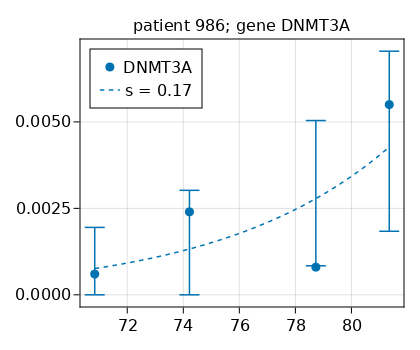 patient 986; gene DNMT3A
DNMT3A
s = 0.17
0.0050
0.0025
0.0000
72 74 76 78 80